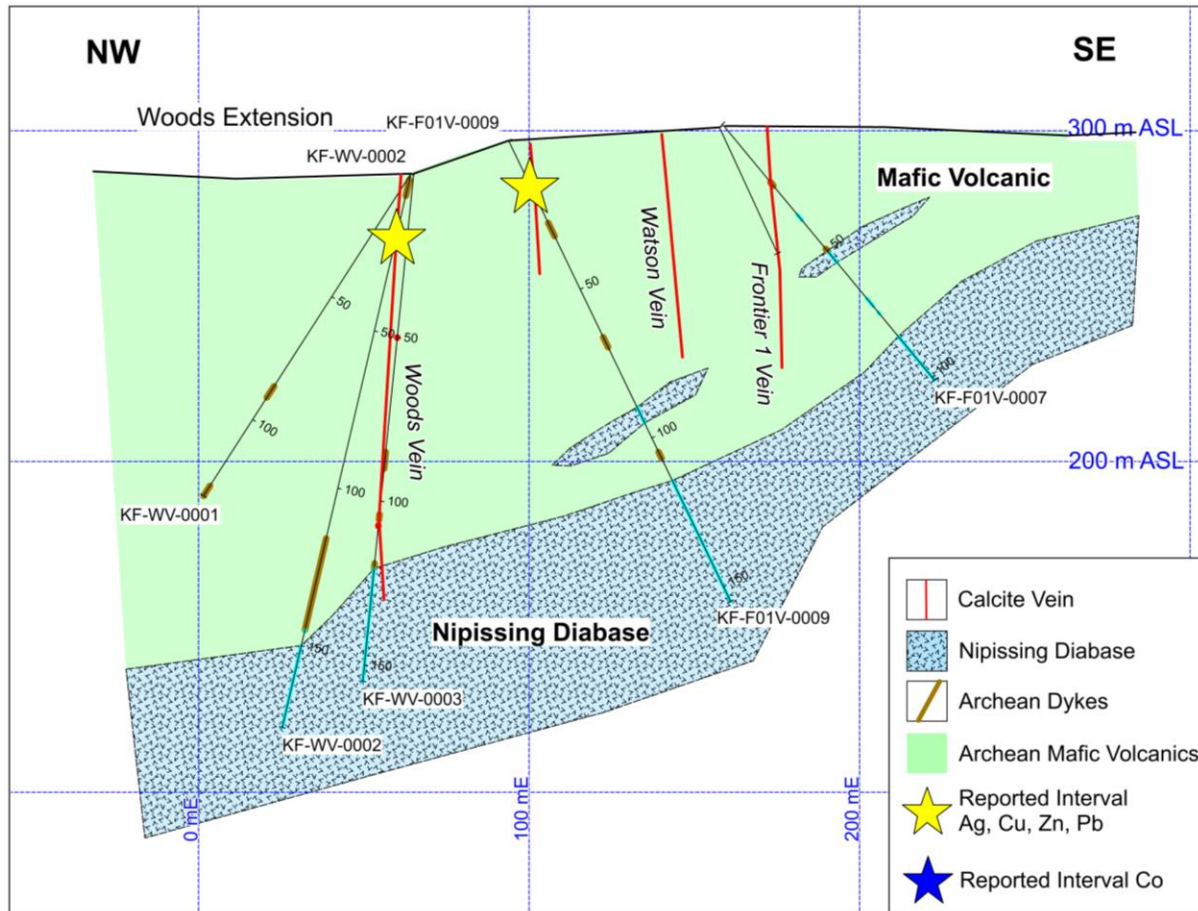 NW
SE
Woods Extension
KF-F01V-0009
300 m ASL
KF-WV-0002
Mafic Volcanic
Watson Vein
Frontier 1 Vein
Woods Vein
50
50
50
50
50
100
100
100
100
100
KF-F01V-0007
200 m ASL
KF-WV-0001
150
150
150
KF-F01V-0009
Nipissing Diabase
KF-WV-0003
KF-WV-0002
0 mE
100 mE
200 mE
Calcite Vein
Nipissing Diabase
Archean Dykes
Archean Mafic Volcanics
Reported Interval
Ag, Cu, Zn, Pb
Reported Interval Co